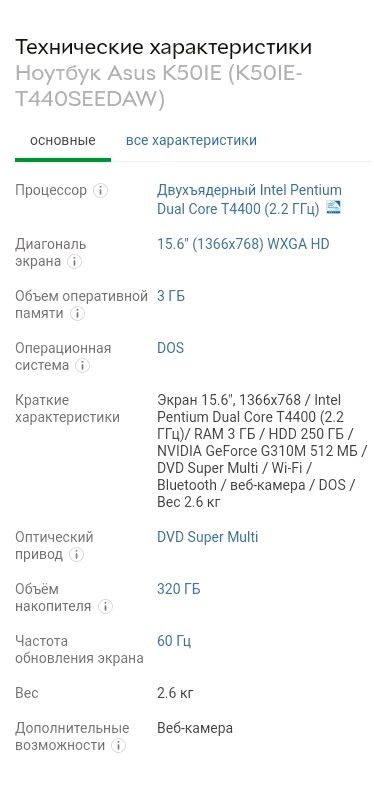 Технические характеристики
Ноутбук Asus K50IE (K50IE-
T440SEEDAW)
основные все характеристики
Процессор
Двухъядерный Intel Pentium
Dual Core T4400 (2.2 ГГц)
Диагональ
экрана
15.6" (1366x768) WXGA HD
Объем оперативной
памяти
3 ГБ
Операционная
система
DOS
Краткие
характеристики
Экран 15.6", 1366x768 / Intel
Pentium Dual Core T4400 (2.2
ГГц)/ RAM 3 ГБ / HDD 250 ГБ /
NVIDIA GeForce G310M 512 МБ /
DVD Super Multi / Wi-Fi /
Bluetooth / веб-камера / DOS /
Вес 2.6 кг
Оптический
привод
DVD Super Multi
Объём
накопителя
320 ГБ
Частота
обновления экрана
60 Гц
Вес
2.6 кг
Дополнительные
возможности
Веб-камера